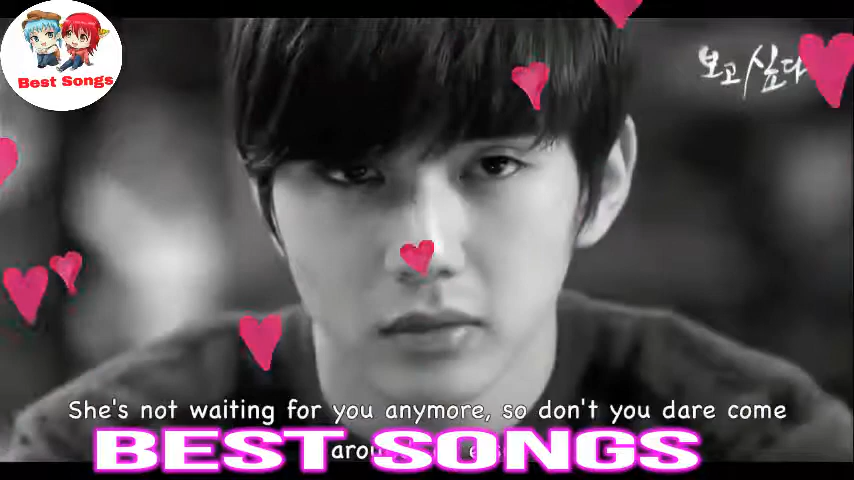 Best Songs
보고싶다
She's not waiting for you anymore, so don't you dare come
BEST SONGS